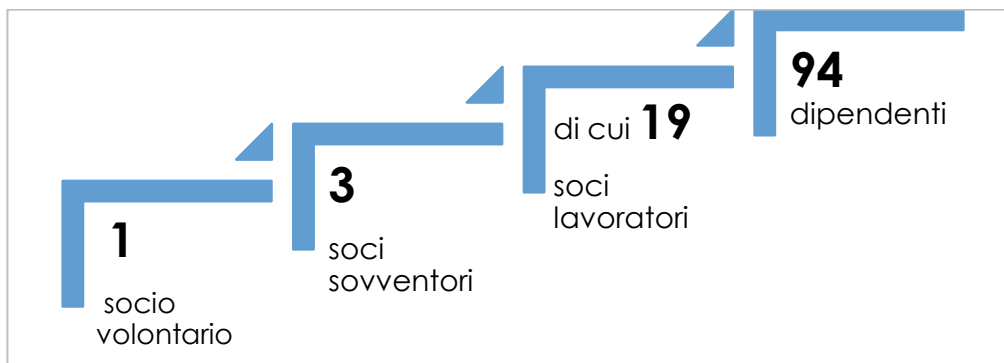 1
socio
volontario
3
soci
sovventori
di cui 19
soci
lavoratori
94
dipendenti